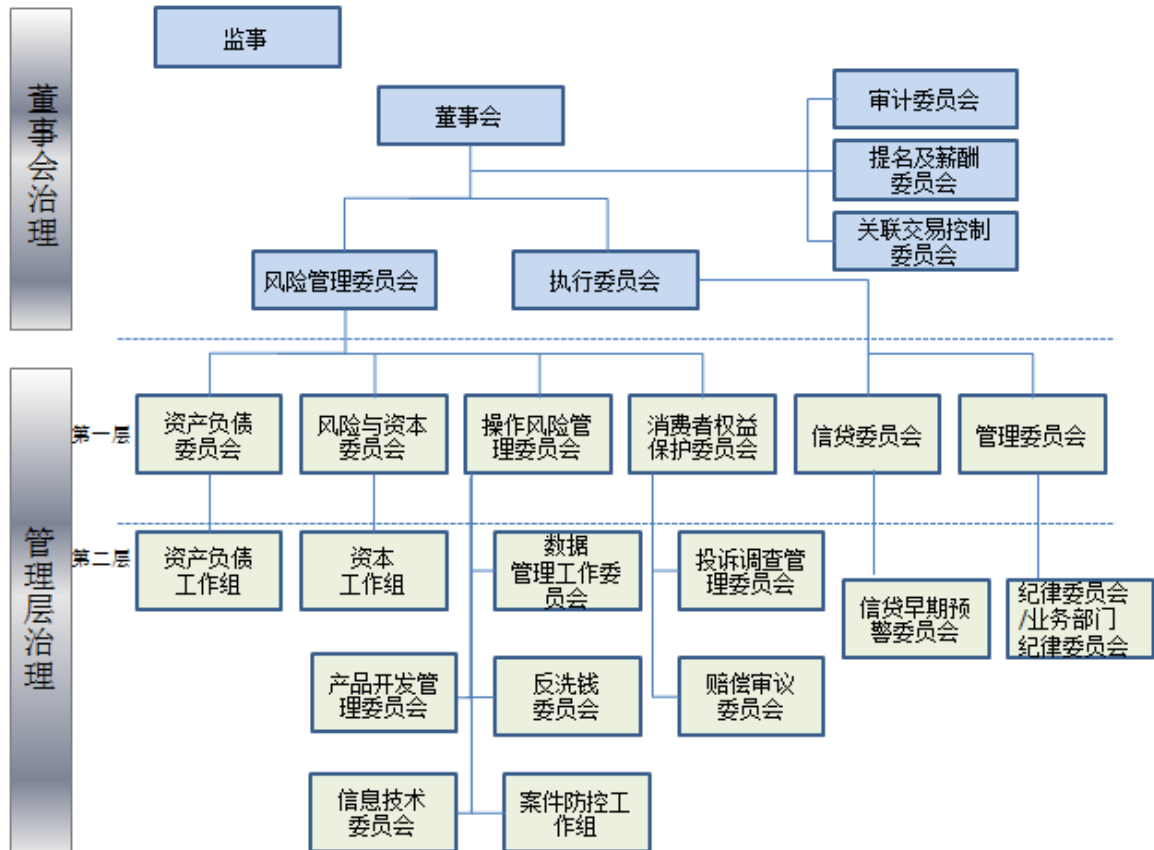 董事会治理
监事
董事会
审计委员会
提名及薪酬
委员会
关联交易控制
委员会
风险管理委员会
执行委员会
管理层治理
第一层
资产负债
委员会
风险与资本
委员会
操作风险管
理委员会
消费者权益
保护委员会
信贷委员会
管理委员会
第二层
资产负债
工作组
资本
工作组
数据
管理工作委
员会
投诉调查管
理委员会
信贷早期预
警委员会
纪律委员会
/业务部门
纪律委员会
产品开发管
理委员会
反洗钱
委员会
赔偿审议
委员会
信息技术
委员会
案件防控工
作组